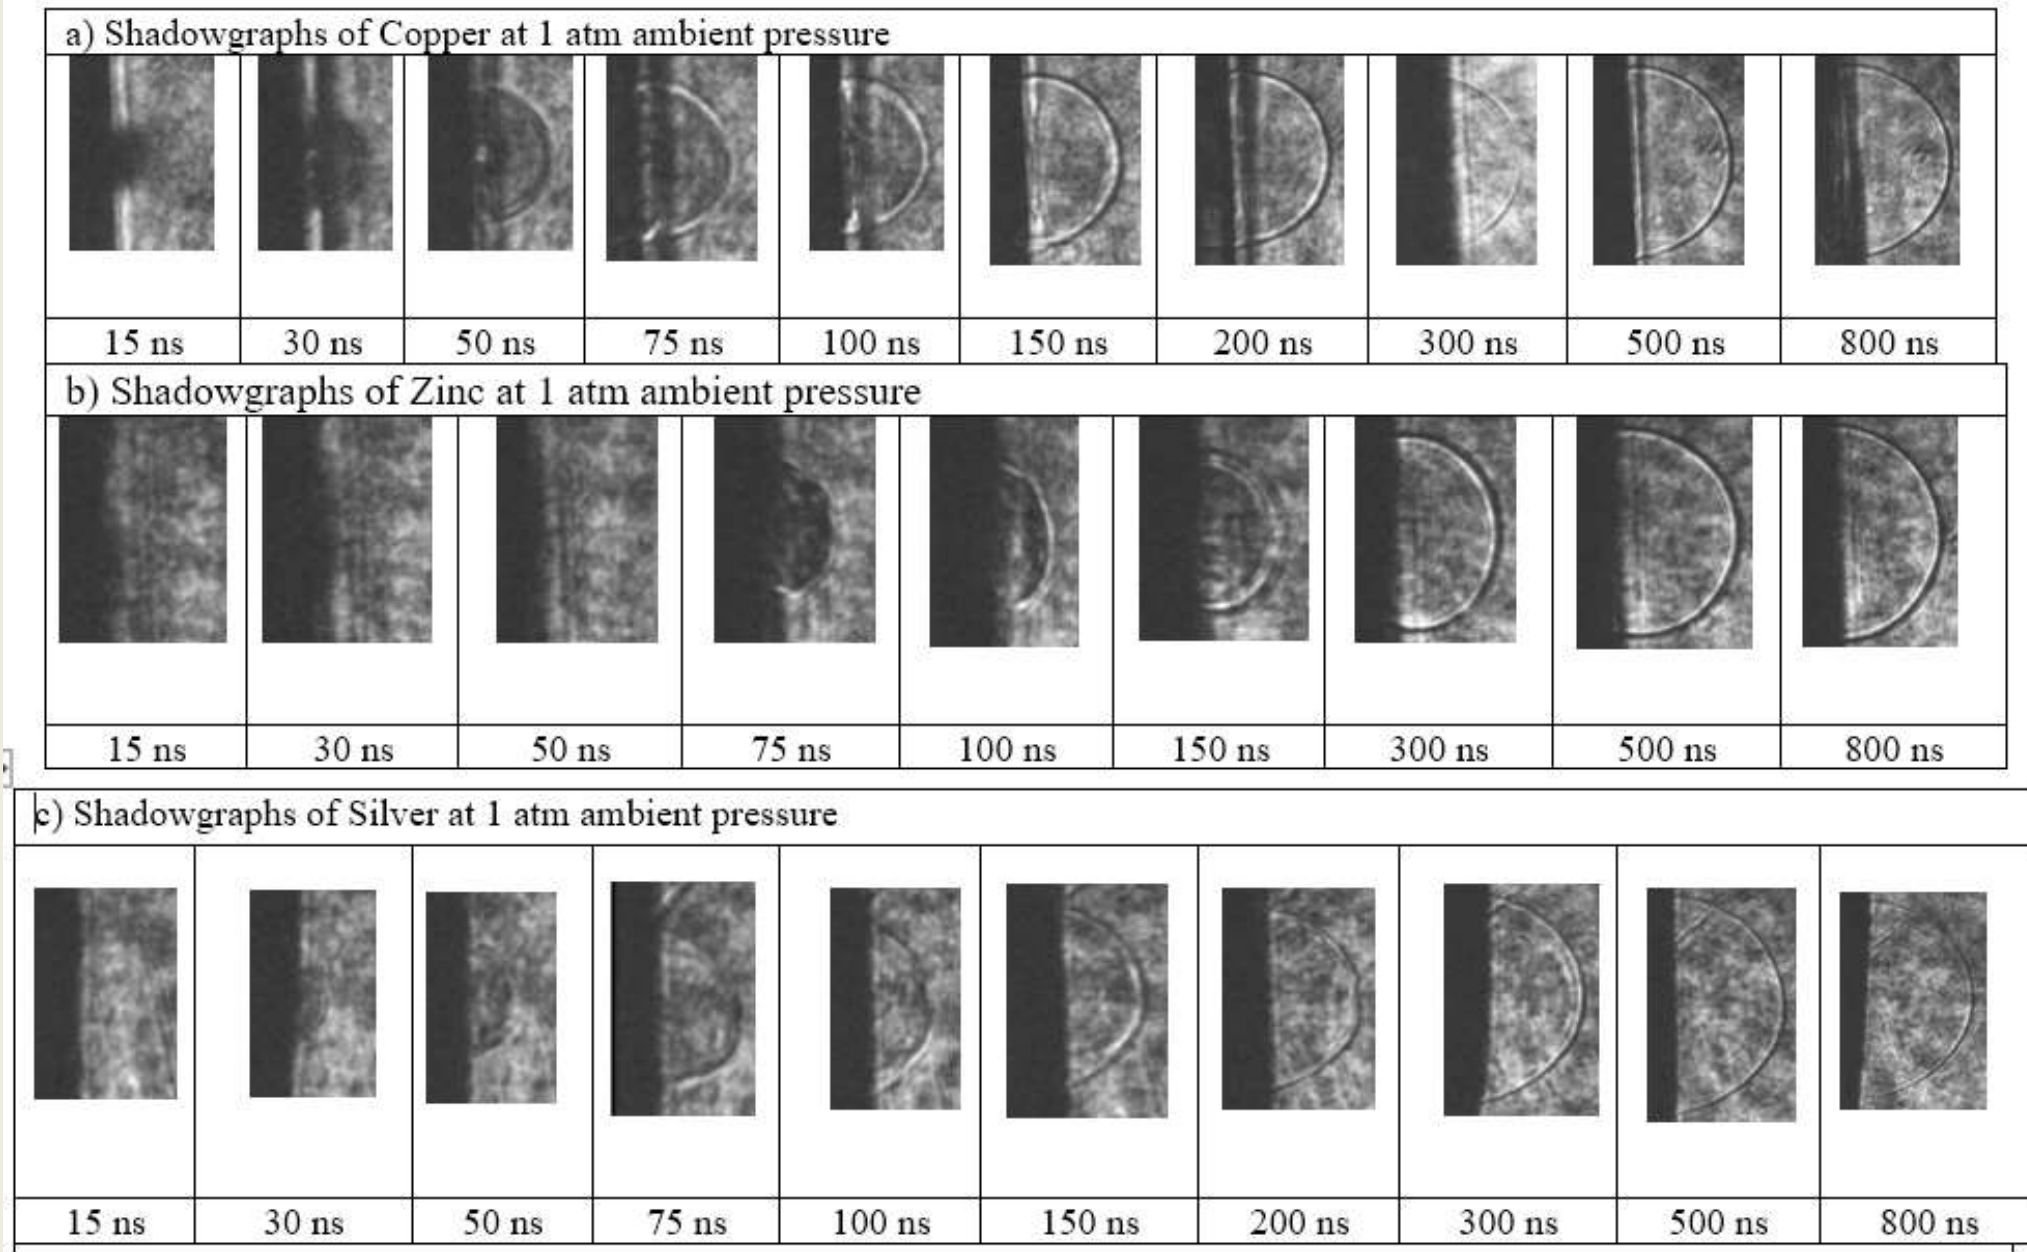 a) Shadowgraphs of Copper at 1 atm ambient pressure
15 ns 30 ns 50 ns 75 ns 100 ns 150 ns 200 ns 300 ns 500 ns 800 ns
b) Shadowgraphs of Zinc at 1 atm ambient pressure
15 ns 30 ns 50 ns 75 ns 100 ns 150 ns 300 ns 500 ns 800 ns
c) Shadowgraphs of Silver at 1 atm ambient pressure
15 ns 30 ns 50 ns 75 ns 100 ns 150 ns 200 ns 300 ns 500 ns 800 ns